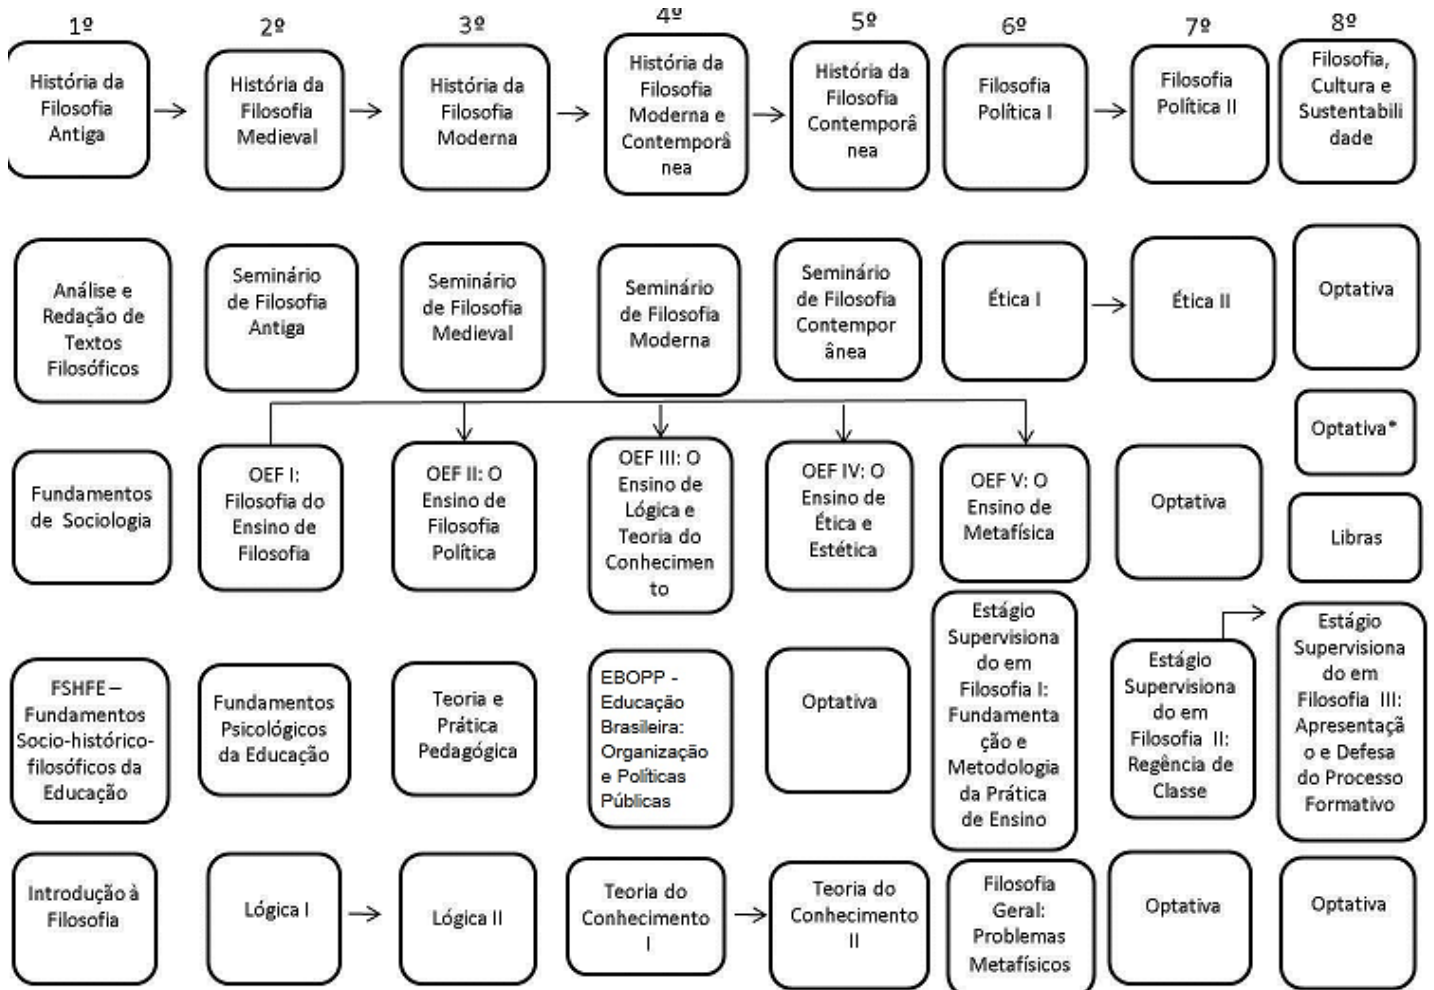 1º
2º
3º
4º
5º
6º
7º
8º
História da
Filosofia
Antiga
História da
Filosofia
Medieval
História da
Filosofia
Moderna
História da
Filosofia
Moderna e
Contemporâ
nea
História da
Filosofia
Contemporâ
nea
Filosofia
Política I
Filosofia
Política II
Filosofia,
Cultura e
Sustentabili
dade
Análise e
Redação de
Textos
Filosóficos
Seminário
de Filosofia
Antiga
Seminário
de Filosofia
Medieval
Seminário
de Filosofia
Moderna
Seminário
de Filosofia
Contempor
ânea
Ética I
Ética II
Optativa
Optativa*
Fundamentos
de Sociologia
OEF I:
Filosofia do
Ensino de
Filosofia
OEF II: O
Ensino de
Filosofia
Política
OEF III: O
Ensino de
Lógica e
Teoria do
Conhecimen
to
OEF IV: O
Ensino de
Ética e
Estética
OEF V: O
Ensino de
Metafísica
Optativa
Libras
FSHFE –
Fundamentos
Socio-histórico-
filosóficos da
Educação
Fundamentos
Psicológicos
da Educação
Teoria e
Prática
Pedagógica
EBOPP -
Educação
Brasileira:
Organização
e Políticas
Públicas
Optativa
Estágio
Supervisiona
do em
Filosofia I:
Fundamenta
ção e
Metodologia
da Prática
de Ensino
Estágio
Supervisiona
do em
Filosofia II:
Regência de
Classe
Estágio
Supervisiona
do em
Filosofia III:
Apresentaçã
o e Defesa
do Processo
Formativo
Introdução à
Filosofia
Lógica I
Lógica II
Teoria do
Conhecimento
I
Teoria do
Conhecimento
II
Filosofia
Geral:
Problemas
Metafísicos
Optativa
Optativa